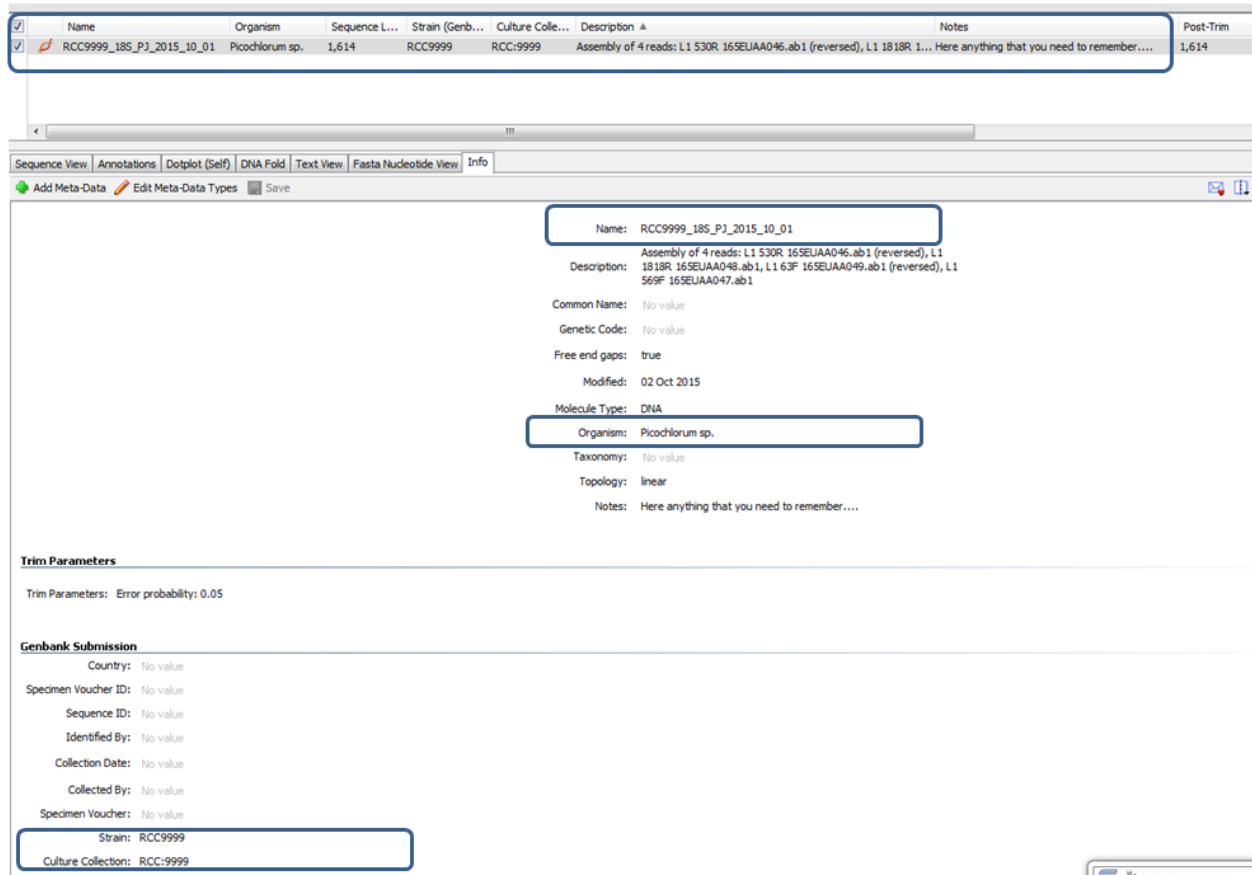 Name Organism Sequence L... Strain (Genb... Culture Colle... Description Notes Post-Trim
RCC9999_18S_PJ_2015_10_01 Picochlorum sp. 1,614 RCC9999 RCC:9999 Assembly of 4 reads: L1 530R 165EUAA046.ab1 (reversed), L1 1818R 1... Here anything that you need to remember.... 1,614
Sequence View Annotations Dotplot (Self) DNA Fold Text View Fasta Nucleotide View Info
Add Meta-Data Edit Meta-Data Types Save
Name: RCC9999_18S_PJ_2015_10_01
Description: Assembly of 4 reads: L1 530R 165EUAA046.ab1 (reversed), L1
1818R 165EUAA048.ab1, L1 63F 165EUAA049.ab1 (reversed), L1
569F 165EUAA047.ab1
Common Name: No value
Genetic Code: No value
Free end gaps: true
Modified: 02 Oct 2015
Molecule Type: DNA
Organism: Picochlorum sp.
Taxonomy: No value
Topology: linear
Notes: Here anything that you need to remember....
Trim Parameters
Trim Parameters: Error probability: 0.05
Genbank Submission
Country: No value
Specimen Voucher ID: No value
Sequence ID: No value
Identified By: No value
Collection Date: No value
Collected By: No value
Specimen Voucher: No value
Strain: RCC9999
Culture Collection: RCC:9999